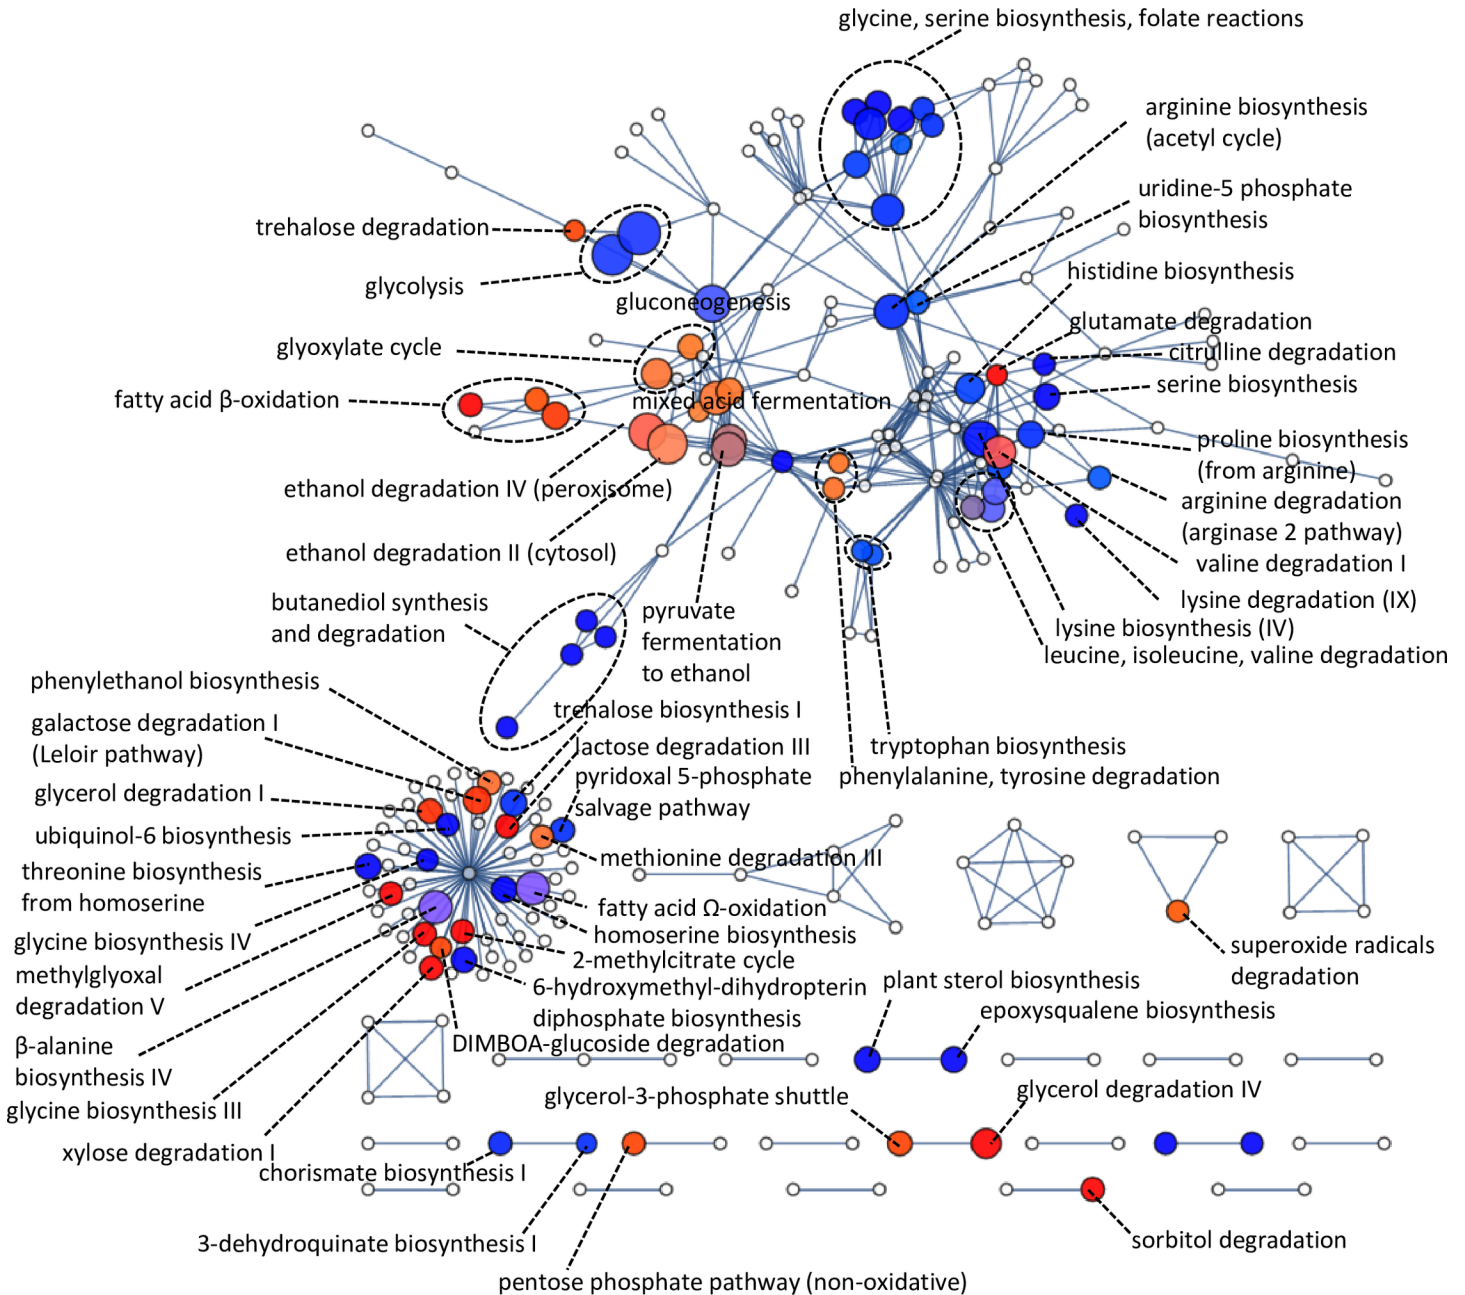 glycine, serine biosynthesis, folate reactions
arginine biosynthesis
(acetyl cycle)
uridine-5 phosphate
biosynthesis
trehalose degradation
glycolysis
histidine biosynthesis
gluconeogenesis
glutamate degradation
glyoxylate cycle
citrulline degradation
serine biosynthesis
fatty acid β-oxidation
mixed acid fermentation
proline biosynthesis
(from arginine)
ethanol degradation IV (peroxisome)
arginine degradation
(arginase 2 pathway)
ethanol degradation II (cytosol)
valine degradation I
lysine degradation (IX)
butanediol synthesis
and degradation
pyruvate
fermentation
to ethanol
lysine biosynthesis (IV)
leucine, isoleucine, valine degradation
phenylethanol biosynthesis
trehalose biosynthesis I
galactose degradation I
(Leloir pathway)
lactose degradation III
tryptophan biosynthesis
pyridoxal 5-phosphate
salvage pathway
phenylalanine, tyrosine degradation
glycerol degradation I
ubiquinol-6 biosynthesis
methionine degradation III
threonine biosynthesis
from homoserine
fatty acid Ω-oxidation
homoserine biosynthesis
glycine biosynthesis IV
2-methylcitrate cycle
superoxide radicals
degradation
methylglyoxal
degradation V
6-hydroxymethyl-dihydropterin
diphosphate biosynthesis
plant sterol biosynthesis
epoxysqualene biosynthesis
β-alanine
biosynthesis IV
DIMBOA-glucoside degradation
glycine biosynthesis III
glycerol-3-phosphate shuttle
glycerol degradation IV
xylose degradation I
chorismate biosynthesis I
3-dehydroquinate biosynthesis I
sorbitol degradation
pentose phosphate pathway (non-oxidative)